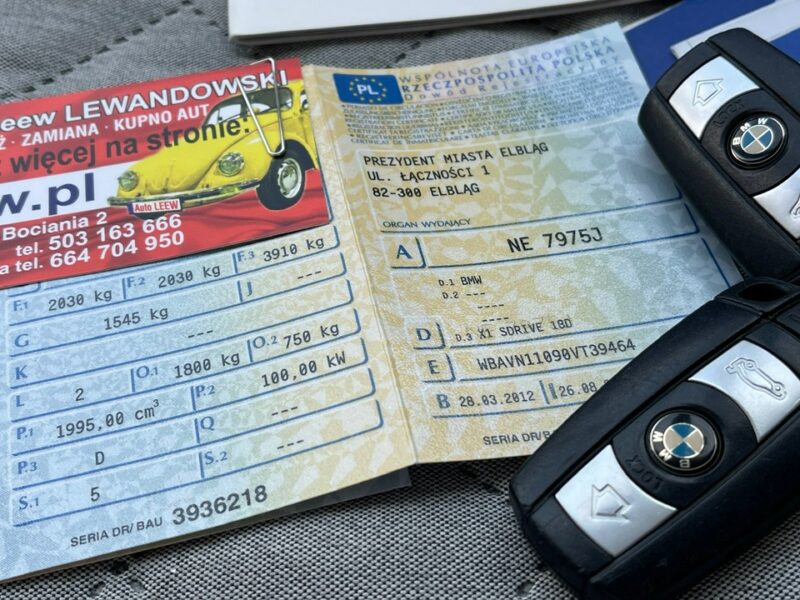 Leew LEWANDOWSKI
· ZAMIANA · KUPNO AUT
więcej na stronie:
w.pl
Bociania 2
tel. 503 163 666
a tel. 664 704 950
Auto LEEW
F.1 2030 kg F.2 2030 kg F.3 3910 kg
G 1545 kg J ---
K ---
L 2 O.1 1800 kg O.2 750 kg
P.1 1995,00 cm³ P.2 100,00 kW
P.3 D Q ---
S.1 5 S.2 --
SERIA DR/ BAU 3936218
PL
WSPÓLNOTA EUROPEJSKA
RZECZPOSPOLITA POLSKA
Dowód Rejestracyjny
PREZYDENT MIASTA ELBLĄG
UL. ŁĄCZNOŚCI 1
82-300 ELBLĄG
ORGAN WYDAJĄCY
A NE 7975J
D.1 BMW
D.2 ---
----
----
D D.3 X1 SDRIVE 18D
E WBAVN11090VT39464
B 28.03.2012 I 26.08
SERIA DR/BA
BMW
BMW
LOCK